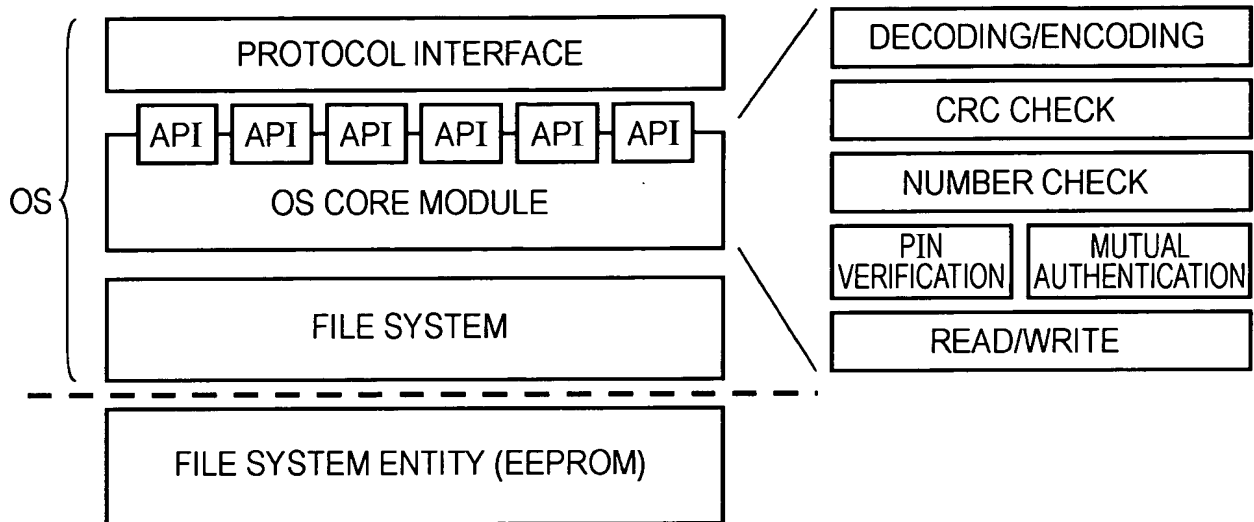 PROTOCOL INTERFACE
API API API API API API
OS CORE MODULE
OS
FILE SYSTEM
FILE SYSTEM ENTITY (EEPROM)
DECODING/ENCODING
CRC CHECK
NUMBER CHECK
PIN
VERIFICATION
MUTUAL
AUTHENTICATION
READ/WRITE